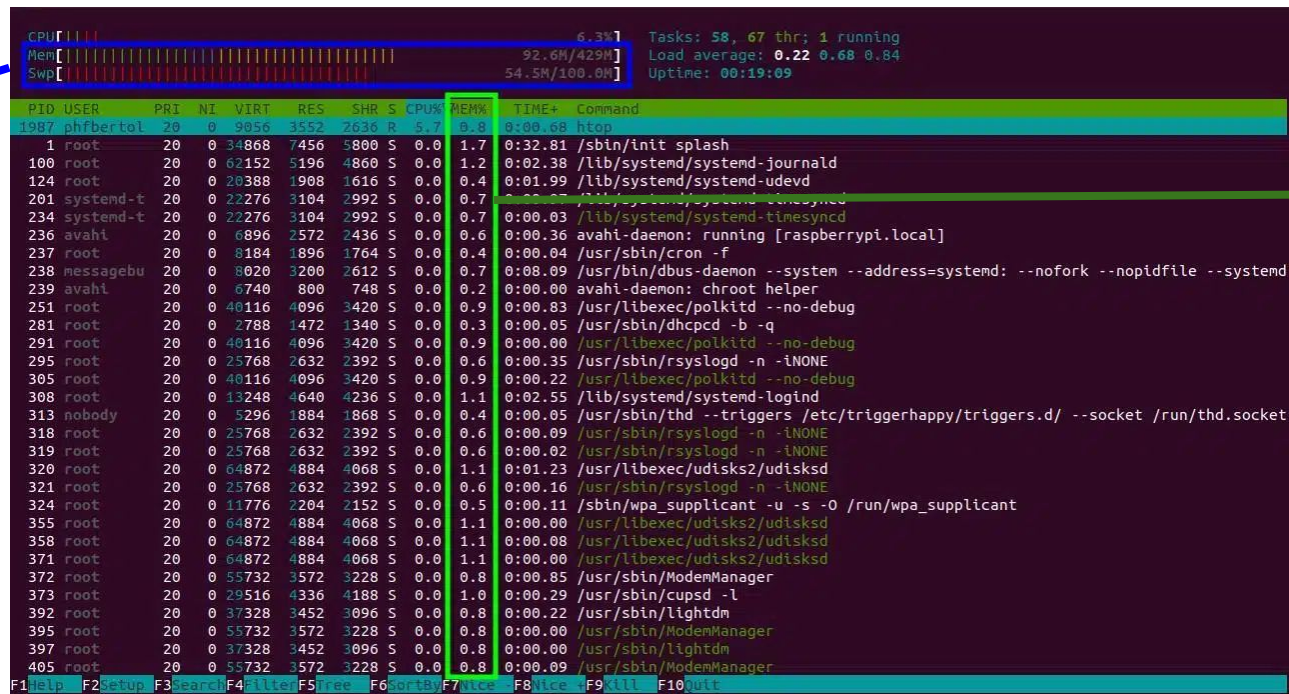 CPU[|||| 6.3%] Tasks: 58, 67 thr; 1 running
Mem[|||||||||||||||||||||||||||||||||||||| 92.6M/429M] Load average: 0.22 0.68 0.84
Swp[||||||||||||||||||||||||||||||||||| 54.5M/100.0M] Uptime: 00:19:09
PID USER PRI NI VIRT RES SHR S CPU% MEM% TIME+ Command
1987 phfbertol 20 0 9056 3552 2636 R 5.7 0.8 0:00.68 htop
1 root 20 0 34868 7456 5800 S 0.0 1.7 0:32.81 /sbin/init splash
100 root 20 0 62152 5196 4860 S 0.0 1.2 0:02.38 /lib/systemd/systemd-journald
124 root 20 0 20388 1908 1616 S 0.0 0.4 0:01.99 /lib/systemd/systemd-udevd
201 systemd-t 20 0 22276 3104 2992 S 0.0 0.7 /lib/systemd/systemd-timesyncd
234 systemd-t 20 0 22276 3104 2992 S 0.0 0.7 0:00.03 /lib/systemd/systemd-timesyncd
236 avahi 20 0 6896 2572 2436 S 0.0 0.6 0:00.36 avahi-daemon: running [raspberrypi.local]
237 root 20 0 8184 1896 1764 S 0.0 0.4 0:00.04 /usr/sbin/cron -f
238 messagebu 20 0 8020 3200 2612 S 0.0 0.7 0:08.09 /usr/bin/dbus-daemon --system --address=systemd: --nofork --nopidfile --systemd
239 avahi 20 0 6740 800 748 S 0.0 0.2 0:00.00 avahi-daemon: chroot helper
251 root 20 0 40116 4096 3420 S 0.0 0.9 0:00.83 /usr/libexec/polkitd --no-debug
281 root 20 0 2788 1472 1340 S 0.0 0.3 0:00.05 /usr/sbin/dhcpcd -b -q
291 root 20 0 40116 4096 3420 S 0.0 0.9 0:00.00 /usr/libexec/polkitd --no-debug
295 root 20 0 25768 2632 2392 S 0.0 0.6 0:00.35 /usr/sbin/rsyslogd -n -iNONE
305 root 20 0 40116 4096 3420 S 0.0 0.9 0:00.22 /usr/libexec/polkitd --no-debug
308 root 20 0 13248 4640 4236 S 0.0 1.1 0:02.55 /lib/systemd/systemd-logind
313 nobody 20 0 5296 1884 1868 S 0.0 0.4 0:00.05 /usr/sbin/thd --triggers /etc/triggerhappy/triggers.d/ --socket /run/thd.socket
318 root 20 0 25768 2632 2392 S 0.0 0.6 0:00.09 /usr/sbin/rsyslogd -n -iNONE
319 root 20 0 25768 2632 2392 S 0.0 0.6 0:00.02 /usr/sbin/rsyslogd -n -iNONE
320 root 20 0 64872 4884 4068 S 0.0 1.1 0:01.23 /usr/libexec/udisks2/udisksd
321 root 20 0 25768 2632 2392 S 0.0 0.6 0:00.16 /usr/sbin/rsyslogd -n -iNONE
324 root 20 0 11776 2204 2152 S 0.0 0.5 0:00.11 /sbin/wpa_supplicant -u -s -O /run/wpa_supplicant
355 root 20 0 64872 4884 4068 S 0.0 1.1 0:00.00 /usr/libexec/udisks2/udisksd
358 root 20 0 64872 4884 4068 S 0.0 1.1 0:00.08 /usr/libexec/udisks2/udisksd
371 root 20 0 64872 4884 4068 S 0.0 1.1 0:00.00 /usr/libexec/udisks2/udisksd
372 root 20 0 55732 3572 3228 S 0.0 0.8 0:00.85 /usr/sbin/ModemManager
373 root 20 0 29516 4336 4188 S 0.0 1.0 0:00.29 /usr/sbin/cupsd -l
392 root 20 0 37328 3452 3096 S 0.0 0.8 0:00.22 /usr/sbin/lightdm
395 root 20 0 55732 3572 3228 S 0.0 0.8 0:00.00 /usr/sbin/ModemManager
397 root 20 0 37328 3452 3096 S 0.0 0.8 0:00.00 /usr/sbin/lightdm
405 root 20 0 55732 3572 3228 S 0.0 0.8 0:00.09 /usr/sbin/ModemManager
F1Help F2Setup F3Search F4Filter F5Tree F6SortBy F7Nice - F8Nice + F9Kill F10Quit